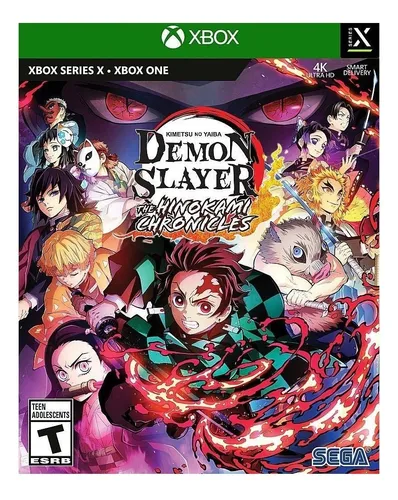 XBOX
XBOX SERIES X • XBOX ONE
4K
ULTRA HD
SMART
DELIVERY
SERIES
X
KIMETSU NO YAIBA
DEMON
SLAYER
THE HINOKAMI
CHRONICLES
TEEN
ADOLESCENTS
T
ESRB
SEGA